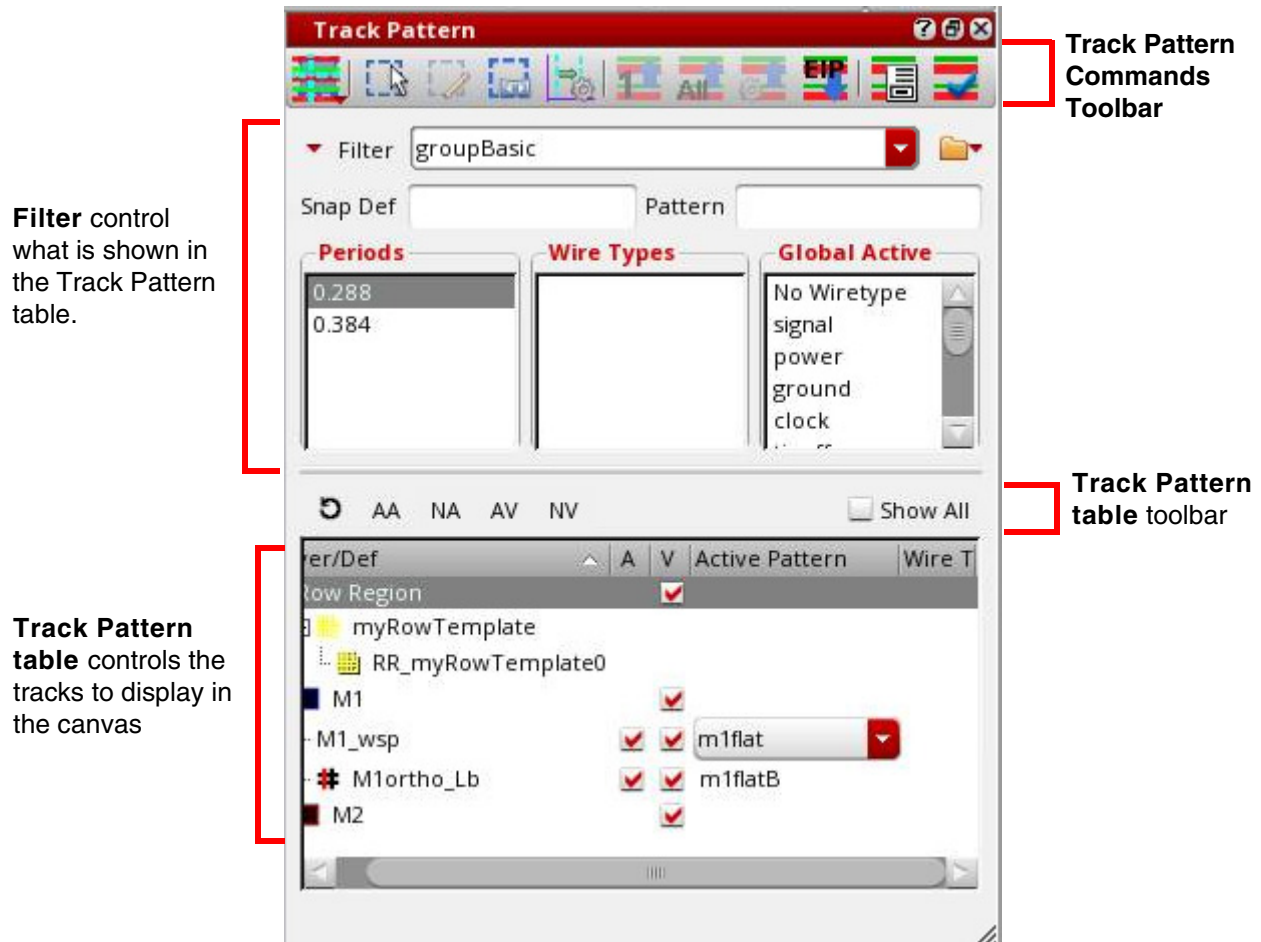 Track Pattern
1 All EIP
Track Pattern
Commands
Toolbar
Filter groupBasic
Snap Def Pattern
Filter control
what is shown in
the Track Pattern
table.
Periods Wire Types Global Active
0.288
0.384
No Wiretype
signal
power
ground
clock
AA NA AV NV Show All
Track Pattern
table toolbar
er/Def A V Active Pattern Wire T
Row Region
myRowTemplate
RR_myRowTemplate0
M1
M1_wsp m1flat
M1ortho_Lb m1flatB
M2
Track Pattern
table controls the
tracks to display in
the canvas